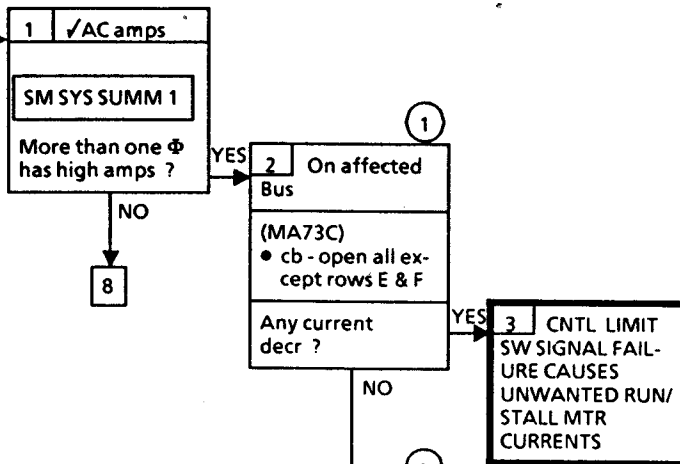 1 ✓AC amps
SM SYS SUMM 1
More than one Φ
has high amps ?
YES
NO
8
1
2 On affected
Bus
(MA73C)
• cb - open all ex-
cept rows E & F
Any current
decr ?
YES
NO
3 CNTL LIMIT
SW SIGNAL FAIL-
URE CAUSES
UNWANTED RUN/
STALL MTR
CURRENTS